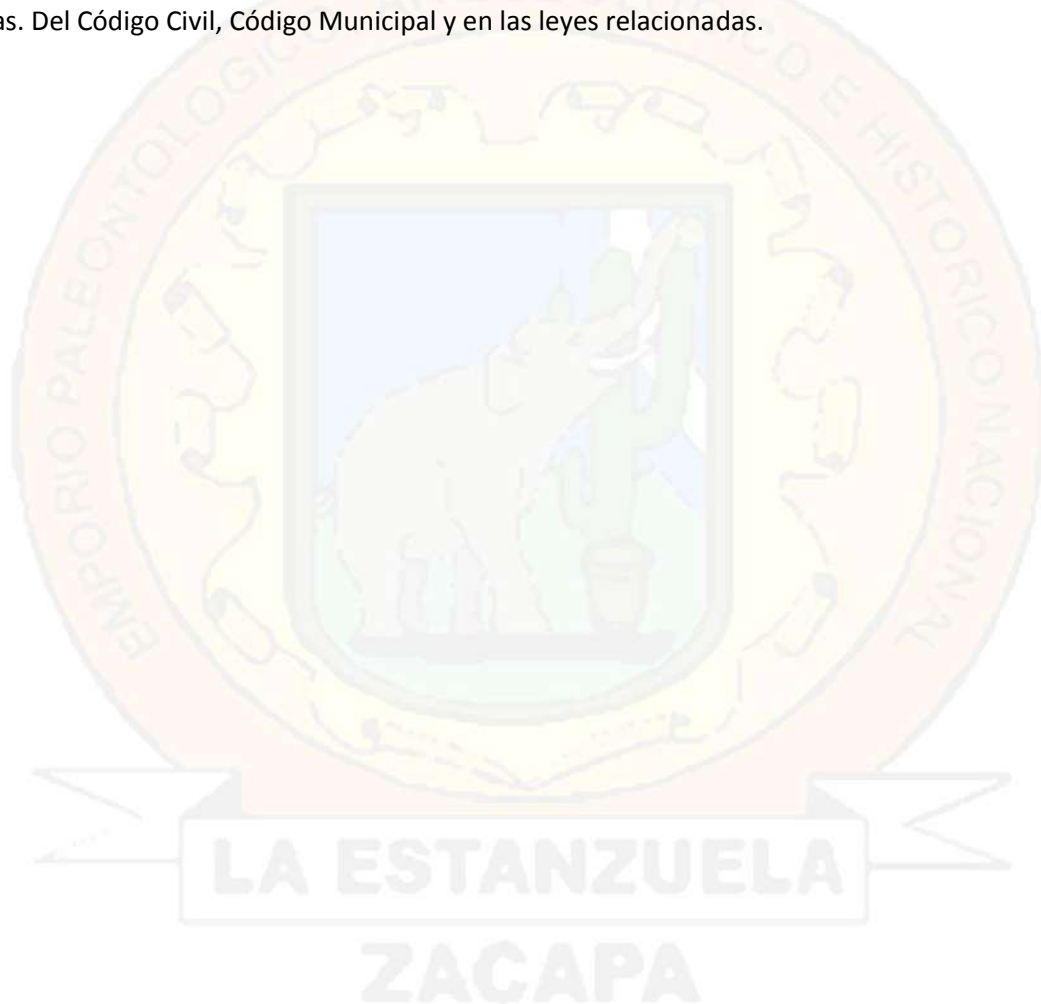 as. Del Código Civil, Código Municipal y en las leyes relacionadas.
EMPORIO PALEONTOLOGICO
E HISTORICO NACIONAL
LA ESTANZUELA
ZACAPA